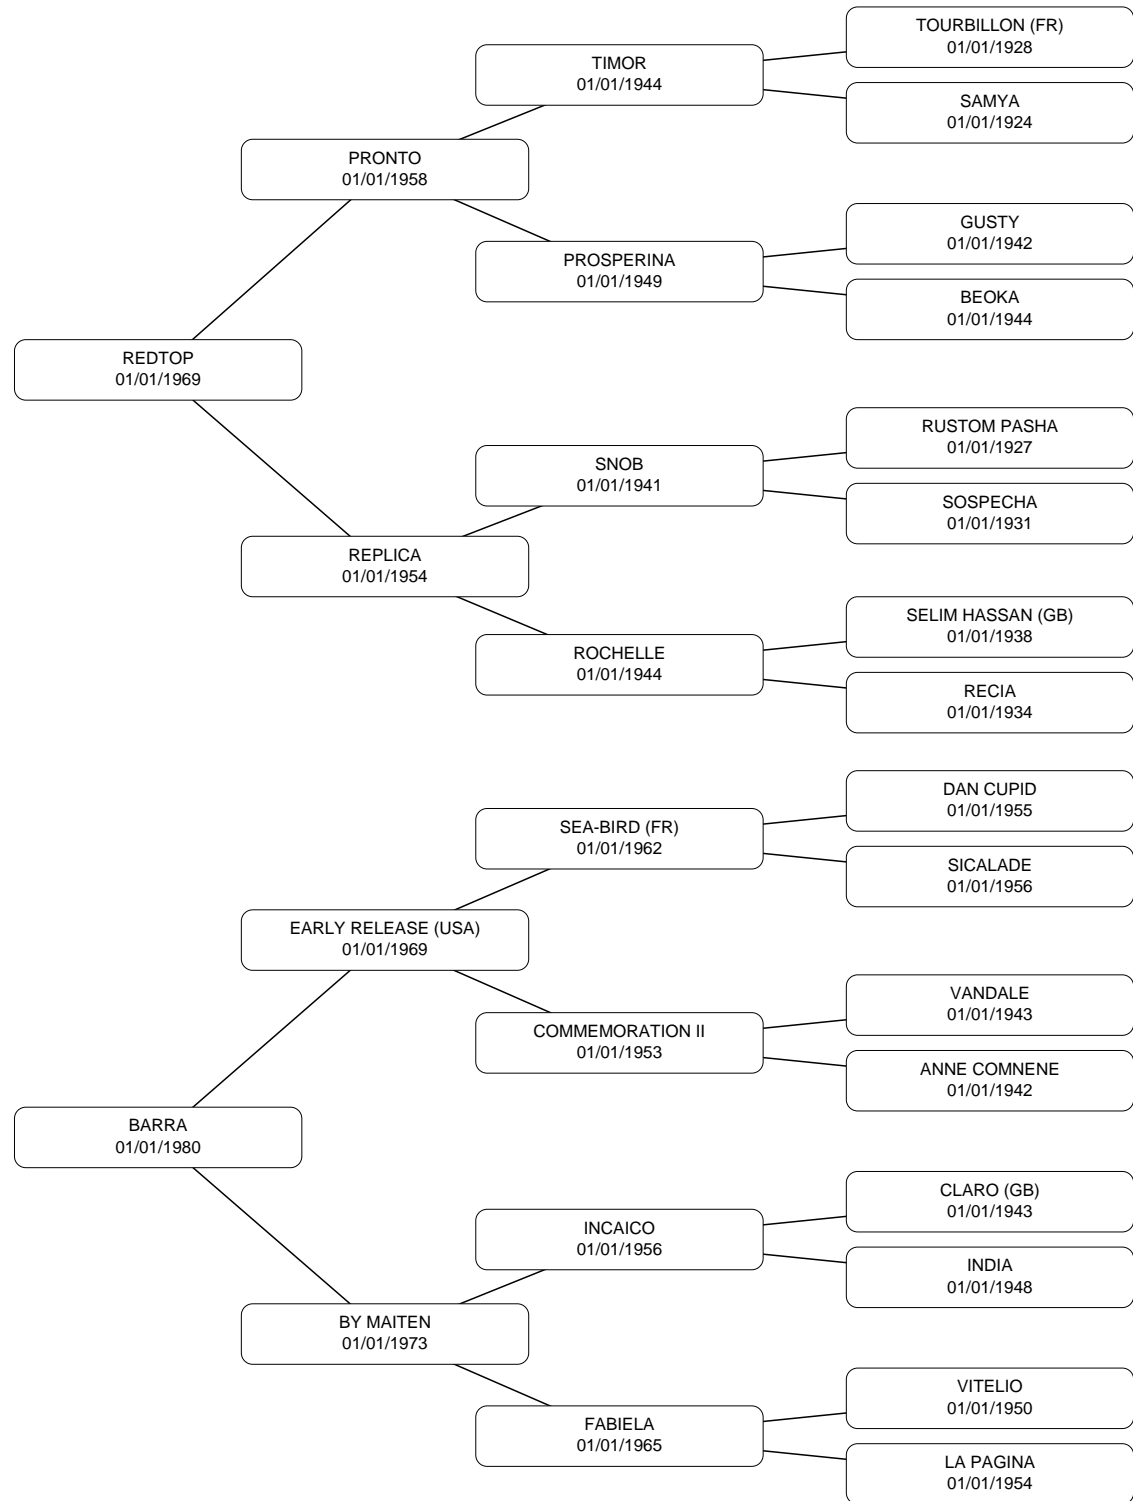 TOURBILLON (FR)
01/01/1928
TIMOR
01/01/1944
SAMYA
01/01/1924
PRONTO
01/01/1958
GUSTY
01/01/1942
PROSPERINA
01/01/1949
BEOKA
01/01/1944
REDTOP
01/01/1969
RUSTOM PASHA
01/01/1927
SNOB
01/01/1941
SOSPECHA
01/01/1931
REPLICA
01/01/1954
SELIM HASSAN (GB)
01/01/1938
ROCHELLE
01/01/1944
RECIA
01/01/1934
DAN CUPID
01/01/1955
SEA-BIRD (FR)
01/01/1962
SICALADE
01/01/1956
EARLY RELEASE (USA)
01/01/1969
VANDALE
01/01/1943
COMMEMORATION II
01/01/1953
ANNE COMNENE
01/01/1942
BARRA
01/01/1980
CLARO (GB)
01/01/1943
INCAICO
01/01/1956
INDIA
01/01/1948
BY MAITEN
01/01/1973
VITELIO
01/01/1950
FABIELA
01/01/1965
LA PAGINA
01/01/1954